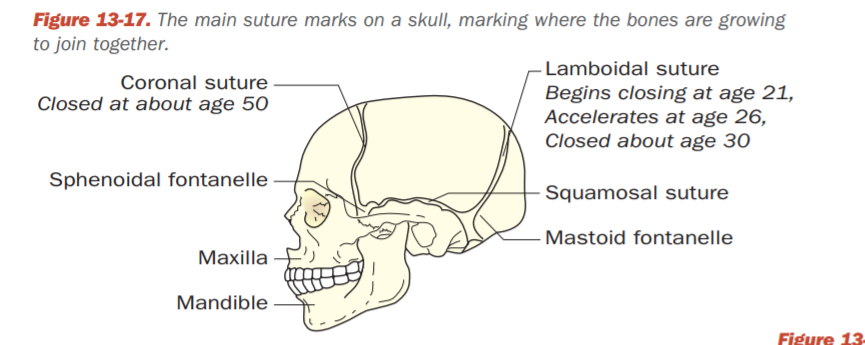 Figure 13-17. The main suture marks on a skull, marking where the bones are growing
to join together.
Coronal suture
Closed at about age 50
Lamboidal suture
Begins closing at age 21,
Accelerates at age 26,
Closed about age 30
Sphenoidal fontanelle
Squamosal suture
Mastoid fontanelle
Maxilla
Mandible
Figure 13-